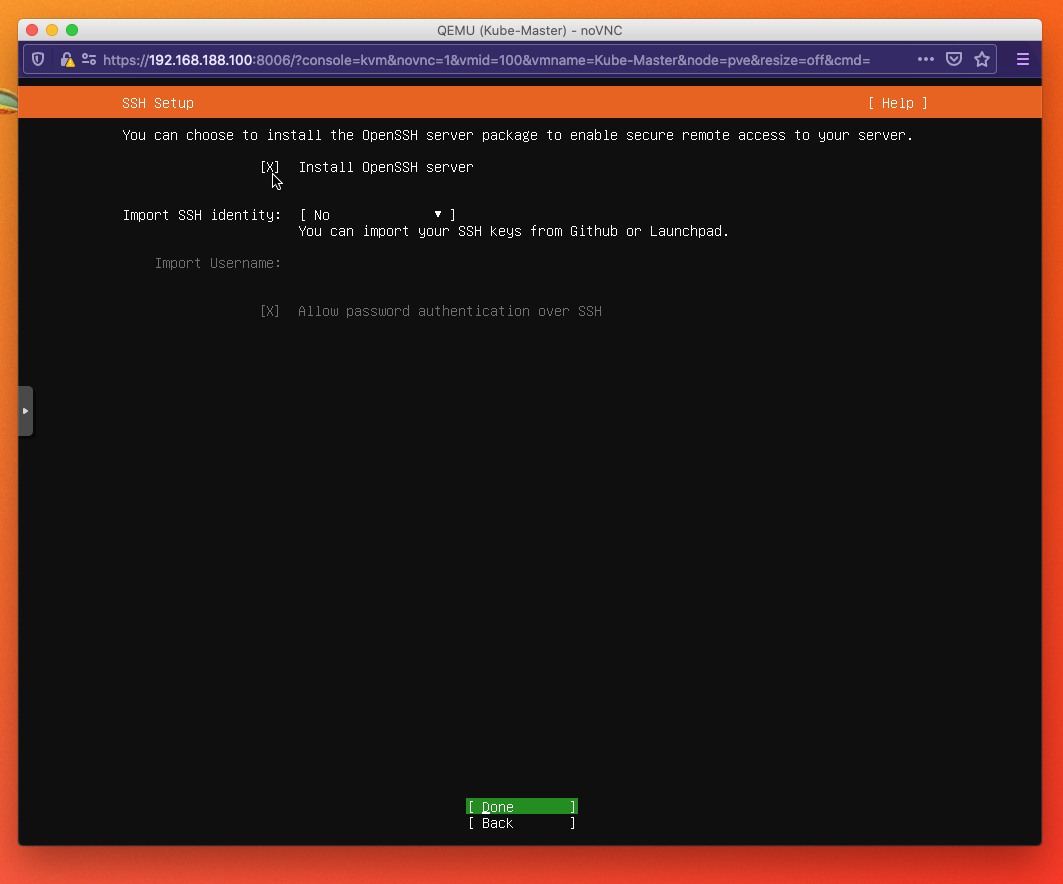 QEMU (Kube-Master) - noVNC
https://192.168.188.100:8006/?console=kvm&novnc=1&vmid=100&vmname=Kube-Master&node=pve&resize=off&cmd=
SSH Setup [ Help ]
You can choose to install the OpenSSH server package to enable secure remote access to your server.
[X] Install OpenSSH server
Import SSH identity: [ No ▾ ]
You can import your SSH keys from Github or Launchpad.
Import Username:
[X] Allow password authentication over SSH
[ Done ]
[ Back ]